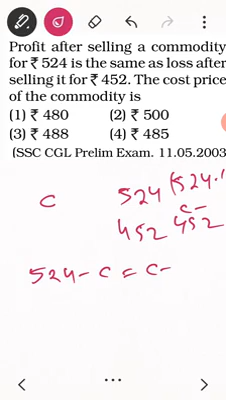 Profit after selling a commodity
for ₹ 524 is the same as loss after
selling it for ₹ 452. The cost price
of the commodity is
(1) ₹ 480 (2) ₹ 500
(3) ₹ 488 (4) ₹ 485
(SSC CGL Prelim Exam. 11.05.2003
C 524 (524-
C-
452 452
524- C = C-